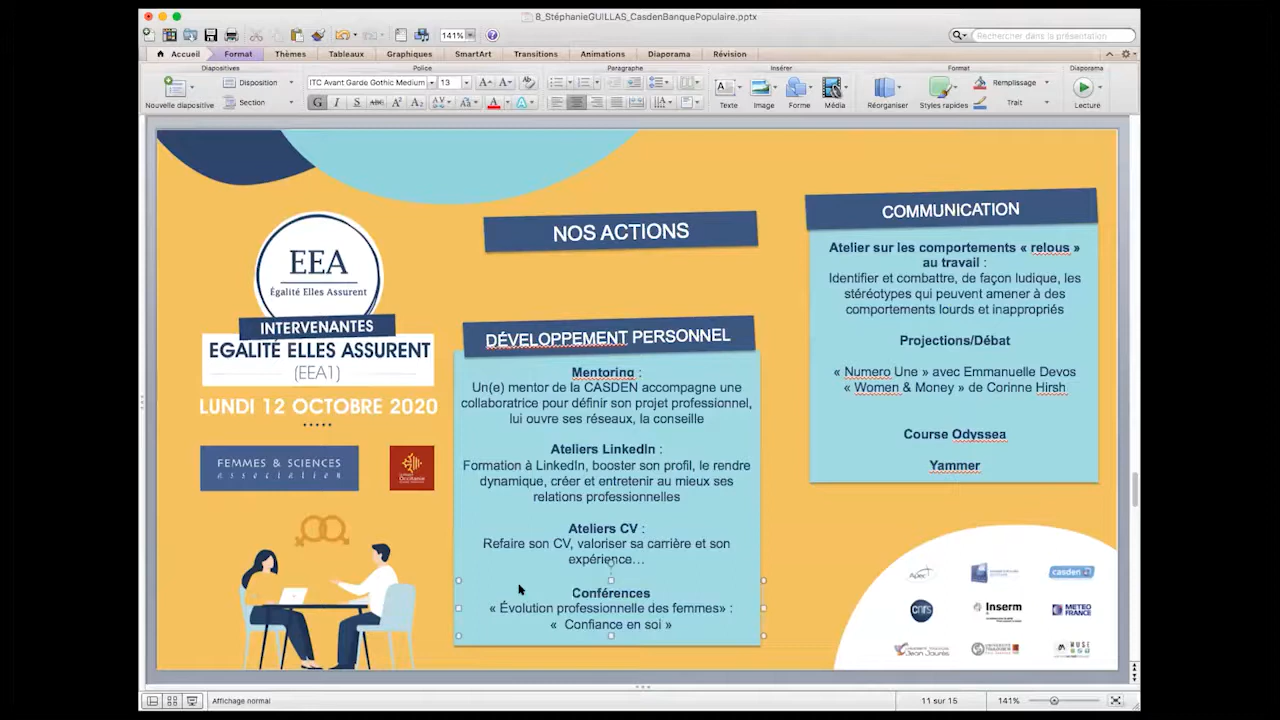 8_StéphanieGUILLAS_CasdenBanquePopulaire.pptx
141%
Rechercher dans la présentation
Accueil
Format
Thèmes
Tableaux
Graphiques
SmartArt
Transitions
Animations
Diaporama
Révision
Diapositives
Police
Paragraphe
Insérer
Format
Diaporama
Nouvelle diapositive
Disposition
Section
ITC Avant Garde Gothic Medium
13
Texte
Image
Forme
Média
Réorganiser
Styles rapides
Remplissage
Trait
Lecture
EEA
Égalité Elles Assurent
INTERVENANTES
EGALITÉ ELLES ASSURENT
(EEA1)
LUNDI 12 OCTOBRE 2020
FEMMES & SCIENCES
association
NOS ACTIONS
DÉVELOPPEMENT PERSONNEL
Mentoring :
Un(e) mentor de la CASDEN accompagne une
collaboratrice pour définir son projet professionnel,
lui ouvre ses réseaux, la conseille
Ateliers LinkedIn :
Formation à LinkedIn, booster son profil, le rendre
dynamique, créer et entretenir au mieux ses
relations professionnelles
Ateliers CV :
Refaire son CV, valoriser sa carrière et son
expérience…
Conférences
« Évolution professionnelle des femmes» :
«  Confiance en soi »
COMMUNICATION
Atelier sur les comportements « relous »
au travail :
Identifier et combattre, de façon ludique, les
stéréotypes qui peuvent amener à des
comportements lourds et inappropriés
Projections/Débat
« Numero Une » avec Emmanuelle Devos
« Women & Money » de Corinne Hirsh
Course Odyssea
Yammer
Apec
casden
cnrs
Inserm
METEO
FRANCE
Jean Jaurès
MUSE
Affichage normal
11 sur 15
141%